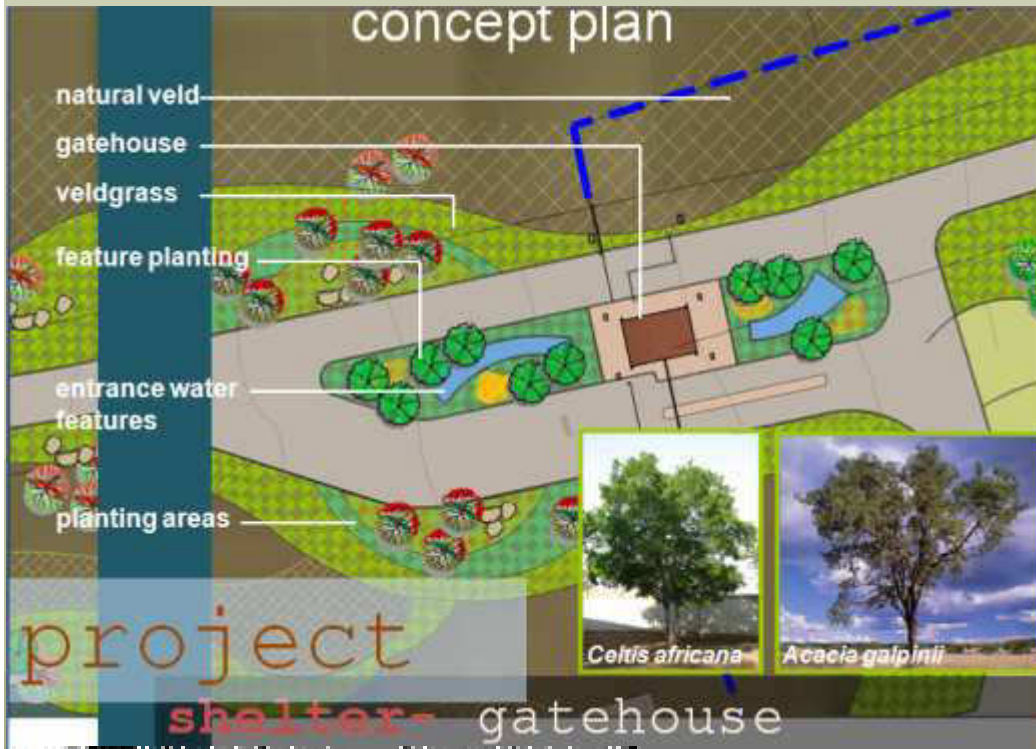 concept plan
natural veld
gatehouse
veldgrass
feature planting
entrance water
features
planting areas
Celtis africana
Acacia galpinii
project
shelter- gatehouse